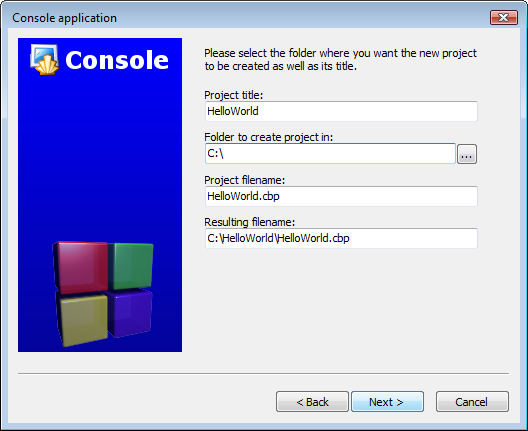 Console application
Console
Please select the folder where you want the new project
to be created as well as its title.
Project title:
HelloWorld
Folder to create project in:
C:\
...
Project filename:
HelloWorld.cbp
Resulting filename:
C:\HelloWorld\HelloWorld.cbp
< Back
Next >
Cancel